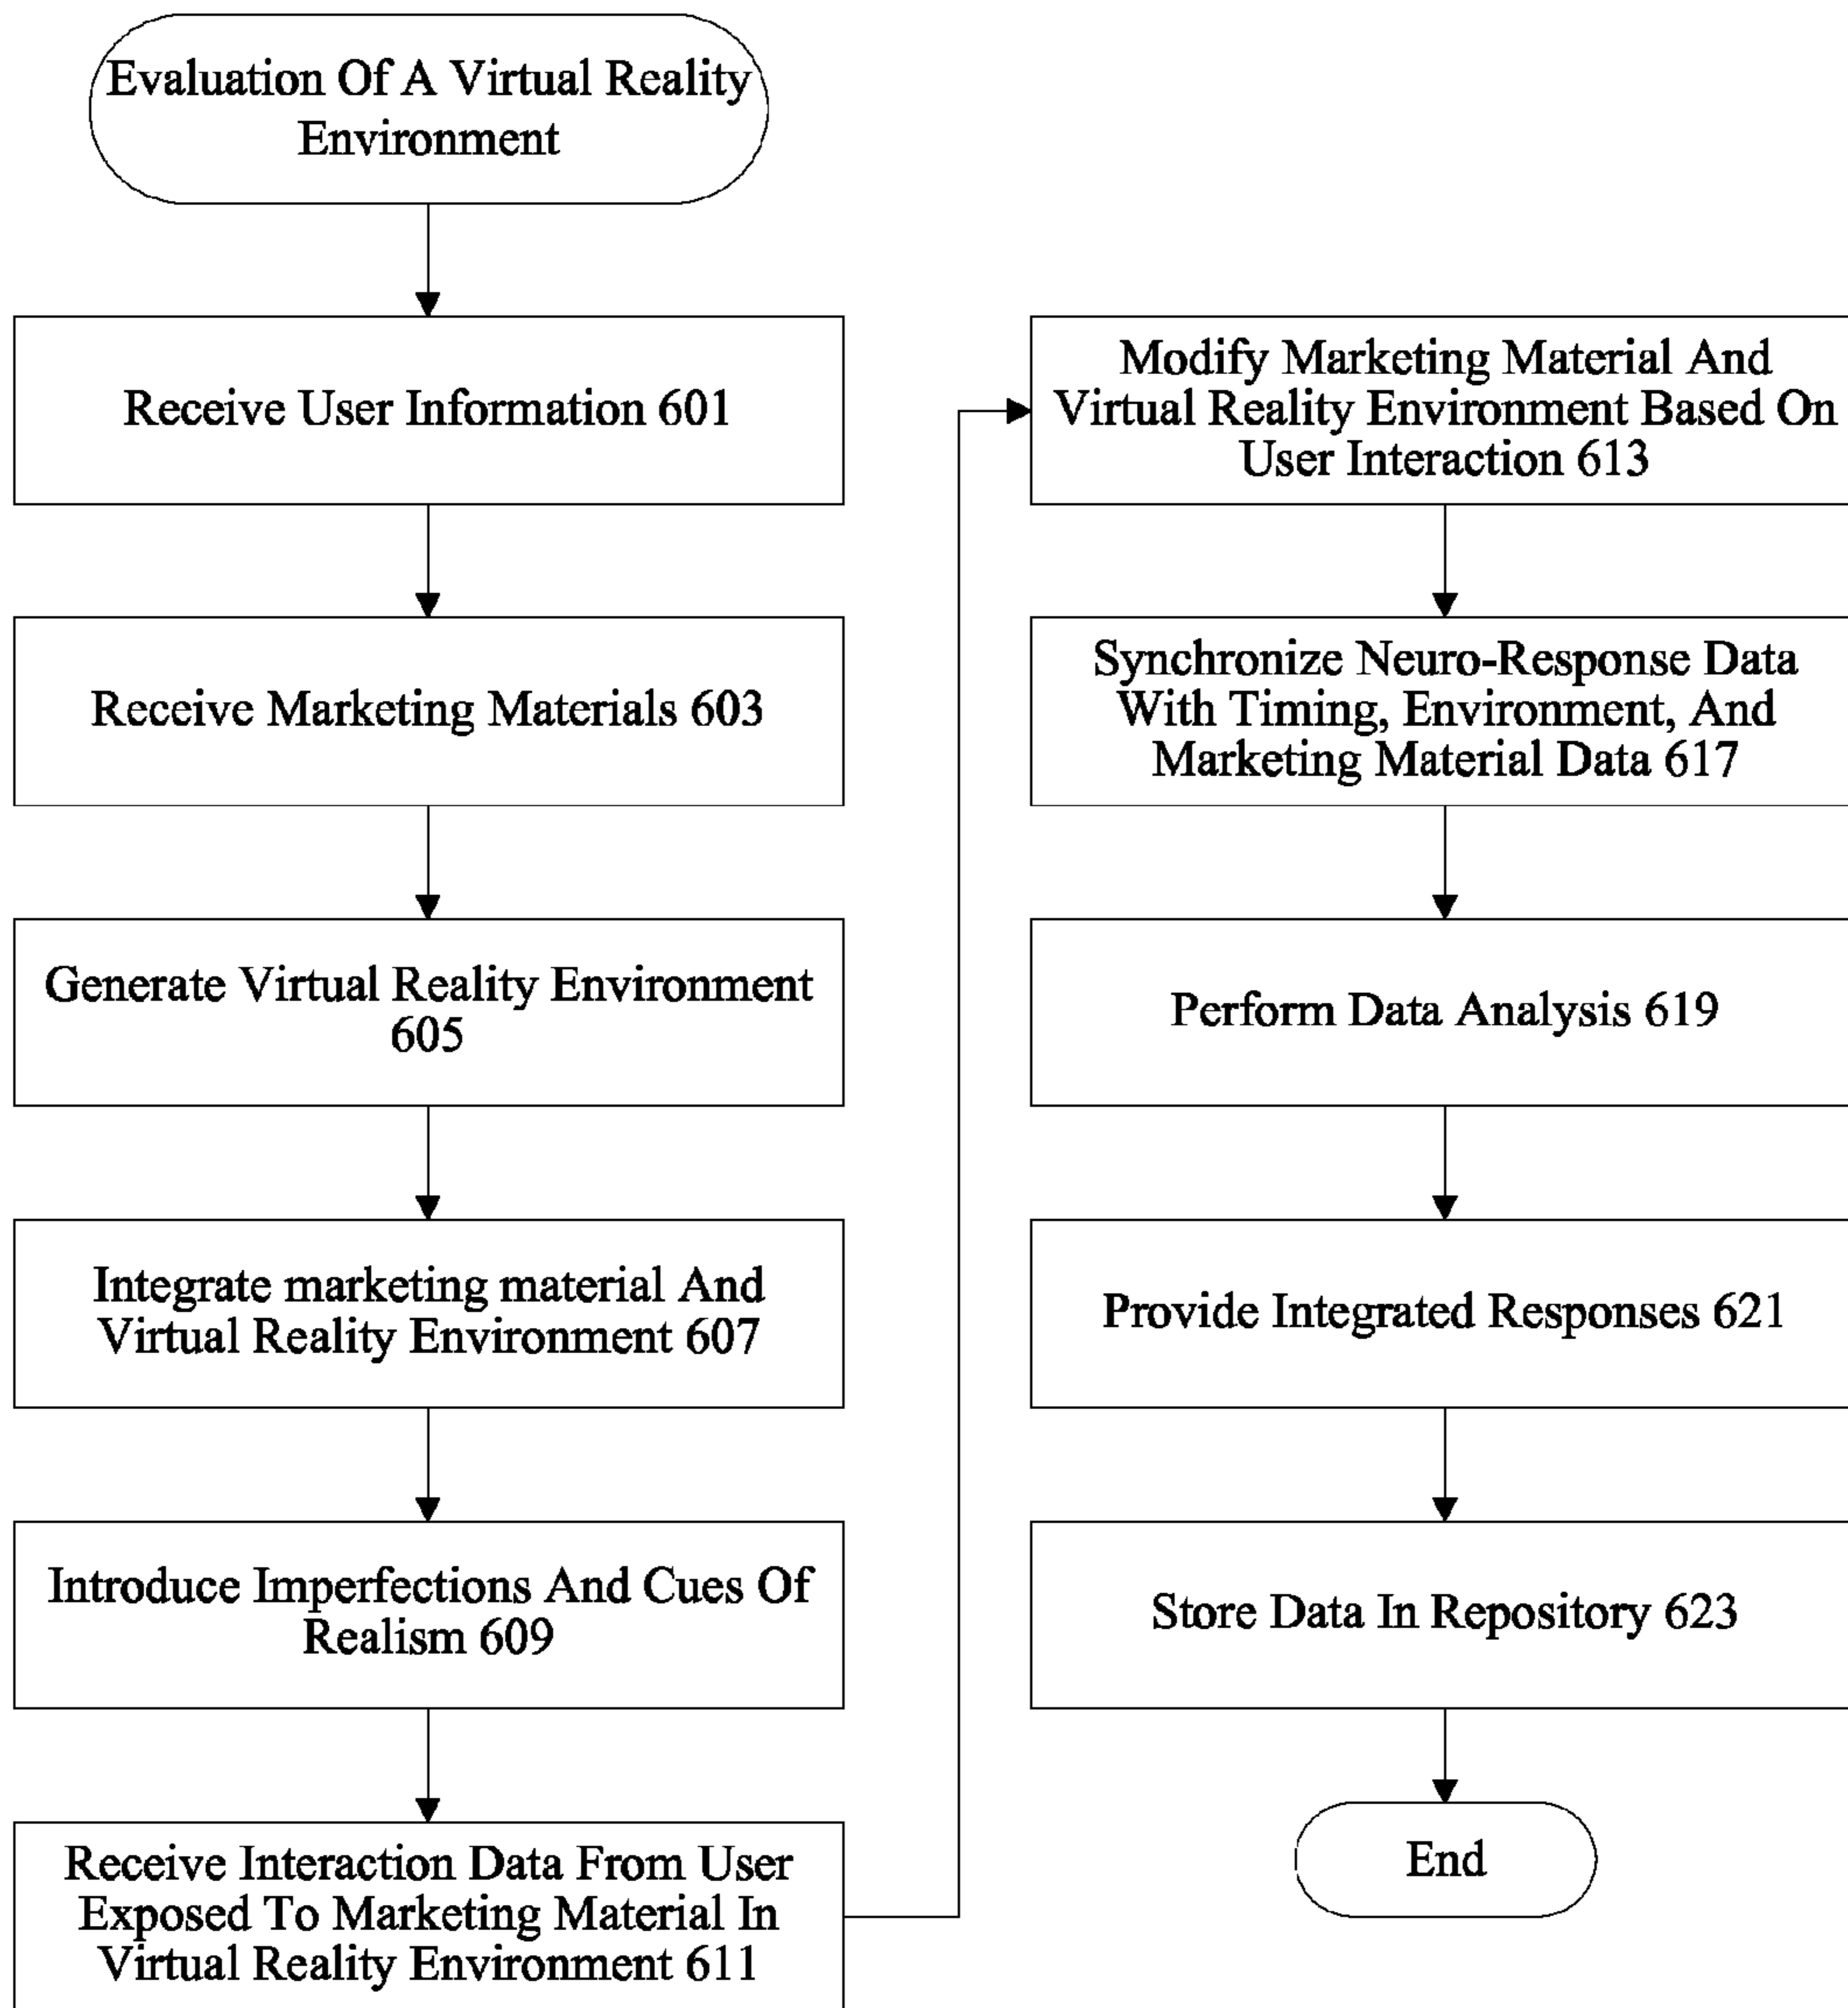 Evaluation Of A Virtual Reality
Environment
Receive User Information 601
Receive Marketing Materials 603
Generate Virtual Reality Environment
605
Integrate marketing material And
Virtual Reality Environment 607
Introduce Imperfections And Cues Of
Realism 609
Receive Interaction Data From User
Exposed To Marketing Material In
Virtual Reality Environment 611
Modify Marketing Material And
Virtual Reality Environment Based On
User Interaction 613
Synchronize Neuro-Response Data
With Timing, Environment, And
Marketing Material Data 617
Perform Data Analysis 619
Provide Integrated Responses 621
Store Data In Repository 623
End